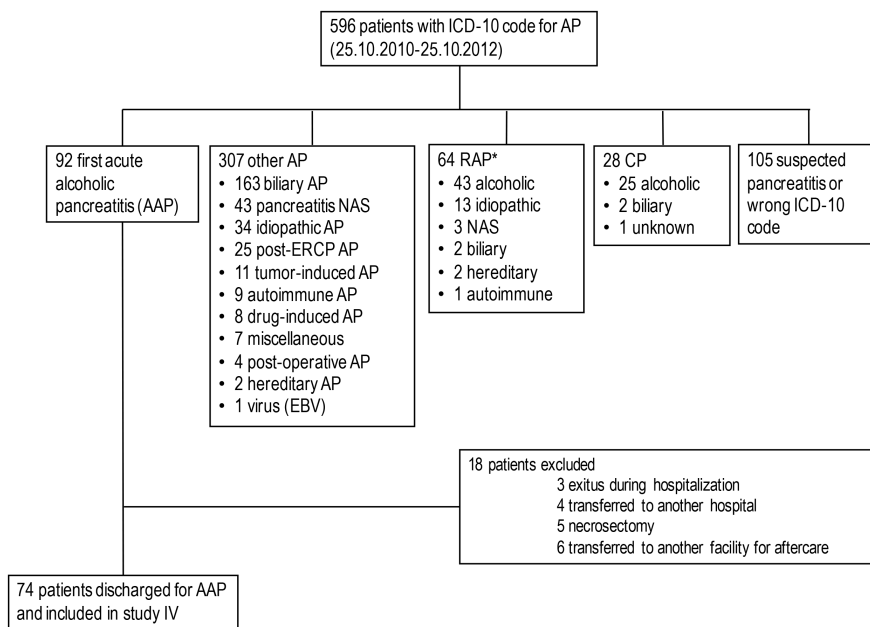 596 patients with ICD-10 code for AP
(25.10.2010-25.10.2012)
92 first acute
alcoholic
pancreatitis (AAP)
307 other AP
• 163 biliary AP
• 43 pancreatitis NAS
• 34 idiopathic AP
• 25 post-ERCP AP
• 11 tumor-induced AP
• 9 autoimmune AP
• 8 drug-induced AP
• 7 miscellaneous
• 4 post-operative AP
• 2 hereditary AP
• 1 virus (EBV)
64 RAP*
• 43 alcoholic
• 13 idiopathic
• 3 NAS
• 2 biliary
• 2 hereditary
• 1 autoimmune
28 CP
• 25 alcoholic
• 2 biliary
• 1 unknown
105 suspected
pancreatitis or
wrong ICD-10
code
18 patients excluded
3 exitus during hospitalization
4 transferred to another hospital
5 necrosectomy
6 transferred to another facility for aftercare
74 patients discharged for AAP
and included in study IV